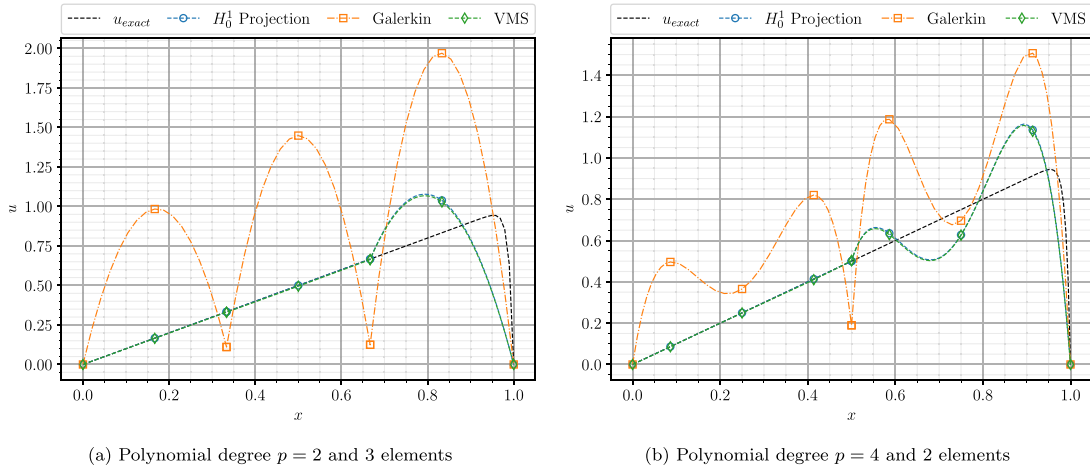 u_exact H_0^1 Projection Galerkin VMS
2.00
1.75
1.50
1.25
1.00
0.75
0.50
0.25
0.00
u
0.0 0.2 0.4 0.6 0.8 1.0
x
(a) Polynomial degree p = 2 and 3 elements
u_exact H_0^1 Projection Galerkin VMS
1.4
1.2
1.0
0.8
0.6
0.4
0.2
0.0
u
0.0 0.2 0.4 0.6 0.8 1.0
x
(b) Polynomial degree p = 4 and 2 elements